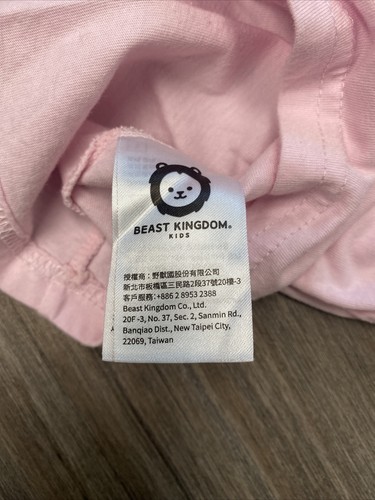 BEAST KINGDOM®
KIDS
授權商：野獸國股份有限公司
新北市板橋區三民路2段37號20樓-3
客戶服務：+886 2 8953 2388
Beast Kingdom Co., Ltd.
20F-3, No. 37, Sec. 2, Sanmin Rd.,
Banqiao Dist., New Taipei City,
22069, Taiwan